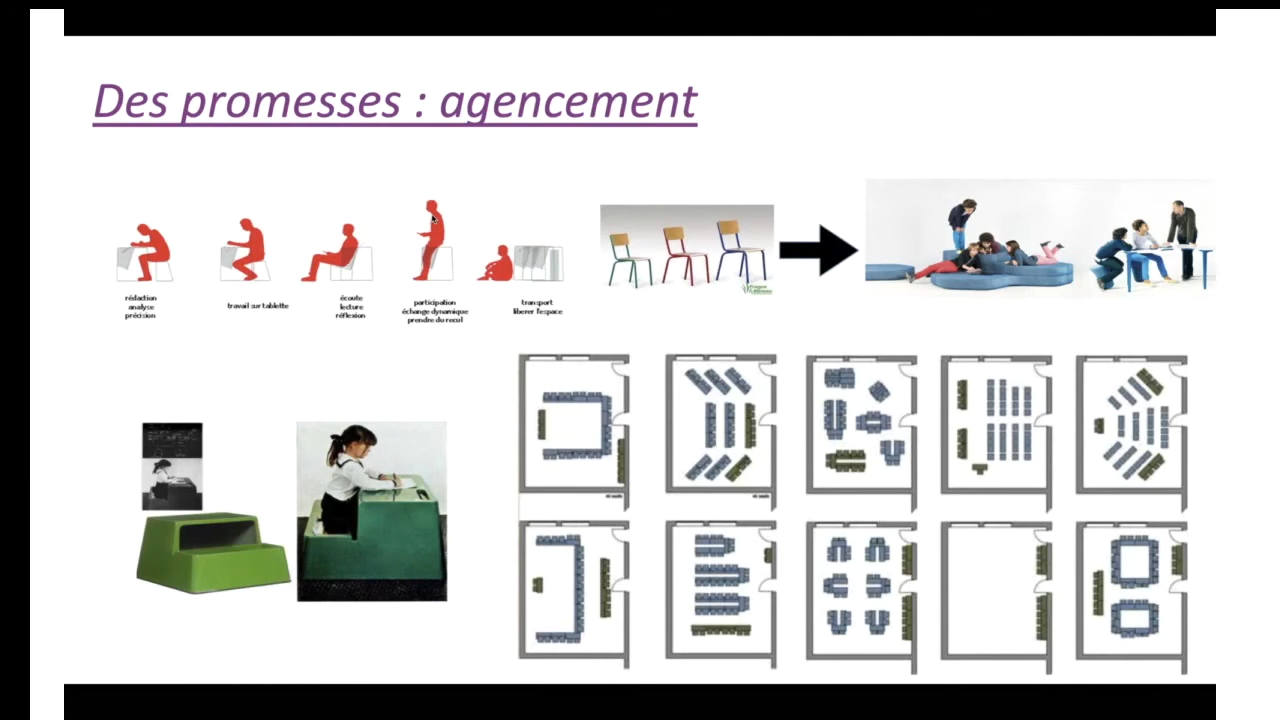 Des promesses : agencement
rédaction
analyse
précision
travail sur tablette
écoute
lecture
réflexion
participation
échange dynamique
prendre du recul
transport
liberer l'espace